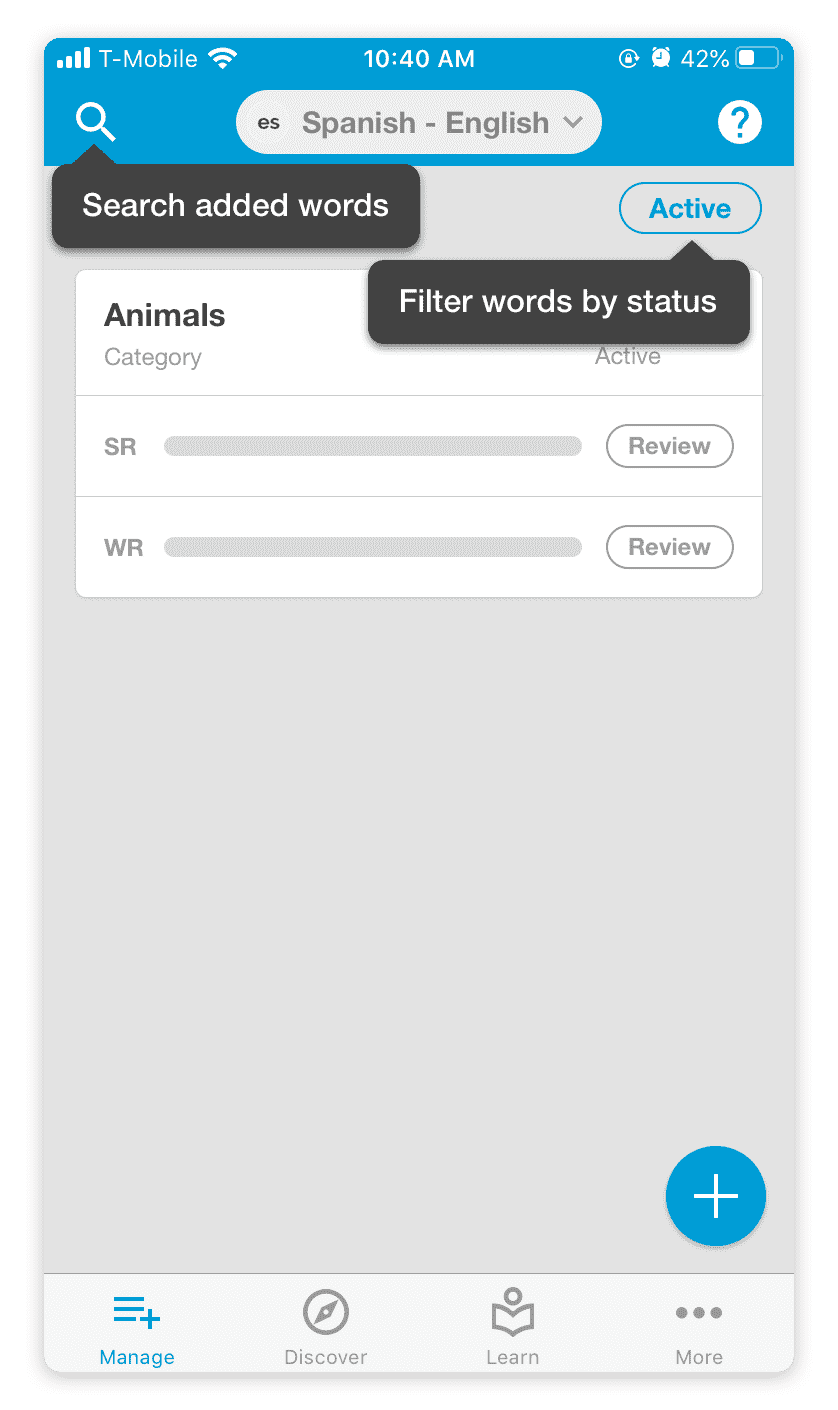 T-Mobile 10:40 AM 42%
es Spanish - English ?
Search added words
Active
Filter words by status
Animals
Category Active
SR Review
WR Review
Manage Discover Learn More